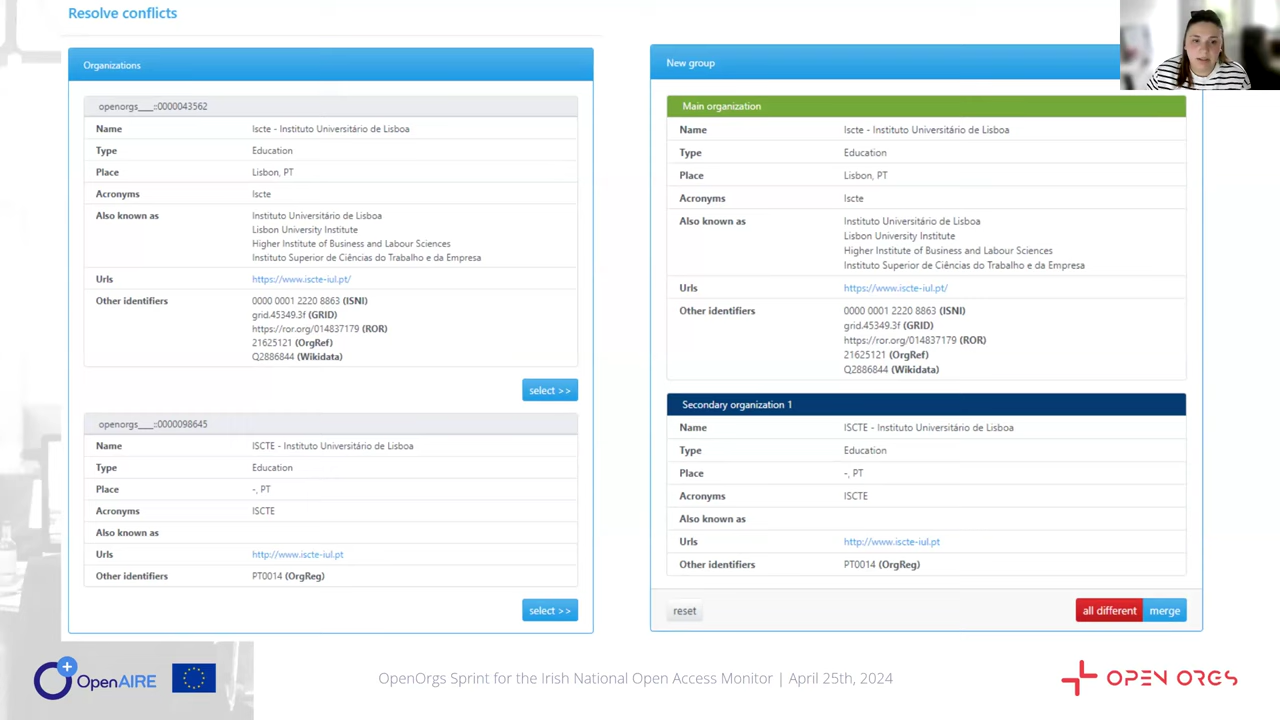 Resolve conflicts
Organizations
openorgs____::0000043562
Name Iscte - Instituto Universitário de Lisboa
Type Education
Place Lisbon, PT
Acronyms Iscte
Also known as Instituto Universitário de Lisboa
Lisbon University Institute
Higher Institute of Business and Labour Sciences
Instituto Superior de Ciências do Trabalho e da Empresa
Urls https://www.iscte-iul.pt/
Other identifiers 0000 0001 2220 8863 (ISNI)
grid.45349.3f (GRID)
https://ror.org/014837179 (ROR)
21625121 (OrgRef)
Q2886844 (Wikidata)
select >>
openorgs____::0000098645
Name ISCTE - Instituto Universitário de Lisboa
Type Education
Place -, PT
Acronyms ISCTE
Also known as
Urls http://www.iscte-iul.pt
Other identifiers PT0014 (OrgReg)
select >>
New group
Main organization
Name Iscte - Instituto Universitário de Lisboa
Type Education
Place Lisbon, PT
Acronyms Iscte
Also known as Instituto Universitário de Lisboa
Lisbon University Institute
Higher Institute of Business and Labour Sciences
Instituto Superior de Ciências do Trabalho e da Empresa
Urls https://www.iscte-iul.pt/
Other identifiers 0000 0001 2220 8863 (ISNI)
grid.45349.3f (GRID)
https://ror.org/014837179 (ROR)
21625121 (OrgRef)
Q2886844 (Wikidata)
Secondary organization 1
Name ISCTE - Instituto Universitário de Lisboa
Type Education
Place -, PT
Acronyms ISCTE
Also known as
Urls http://www.iscte-iul.pt
Other identifiers PT0014 (OrgReg)
reset all different merge
OpenAIRE
OpenOrgs Sprint for the Irish National Open Access Monitor | April 25th, 2024
OPEN ORGS